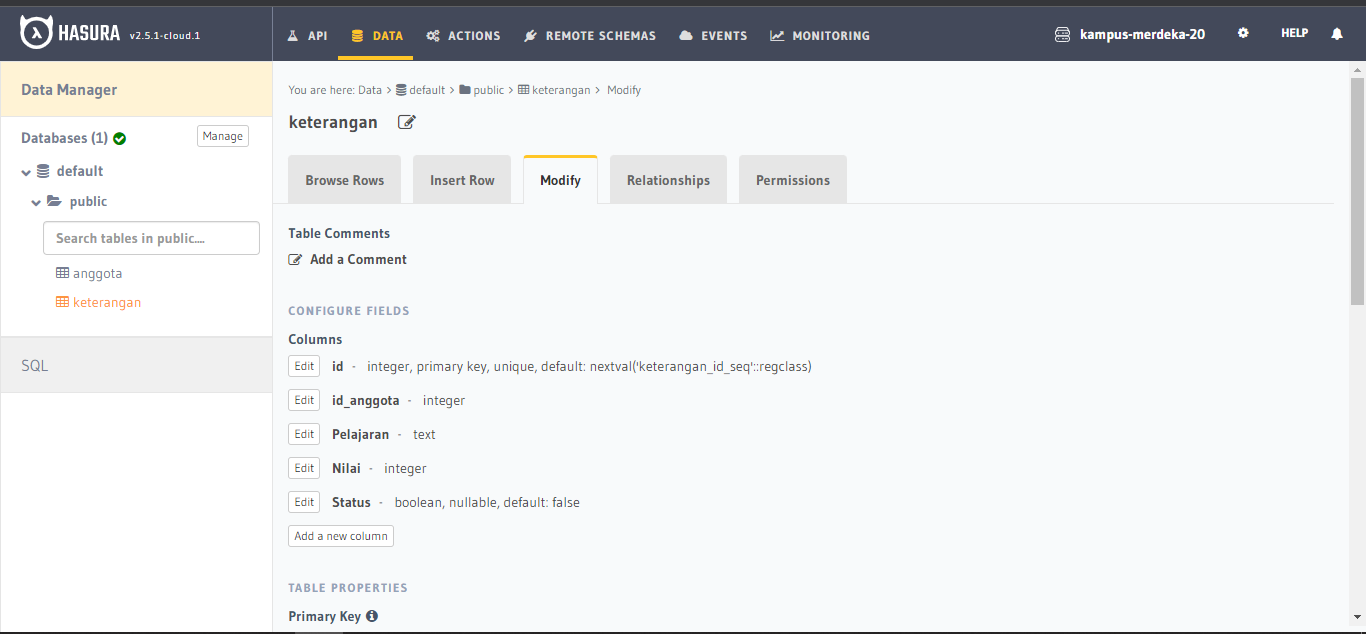 HASURA v2.5.1-cloud.1
API DATA ACTIONS REMOTE SCHEMAS EVENTS MONITORING
kampus-merdeka-20 HELP
Data Manager
Databases (1) Manage
default
public
Search tables in public....
anggota
keterangan
SQL
You are here: Data > default > public > keterangan > Modify
keterangan
Browse Rows Insert Row Modify Relationships Permissions
Table Comments
Add a Comment
CONFIGURE FIELDS
Columns
Edit id - integer, primary key, unique, default: nextval('keterangan_id_seq'::regclass)
Edit id_anggota - integer
Edit Pelajaran - text
Edit Nilai - integer
Edit Status - boolean, nullable, default: false
Add a new column
TABLE PROPERTIES
Primary Key